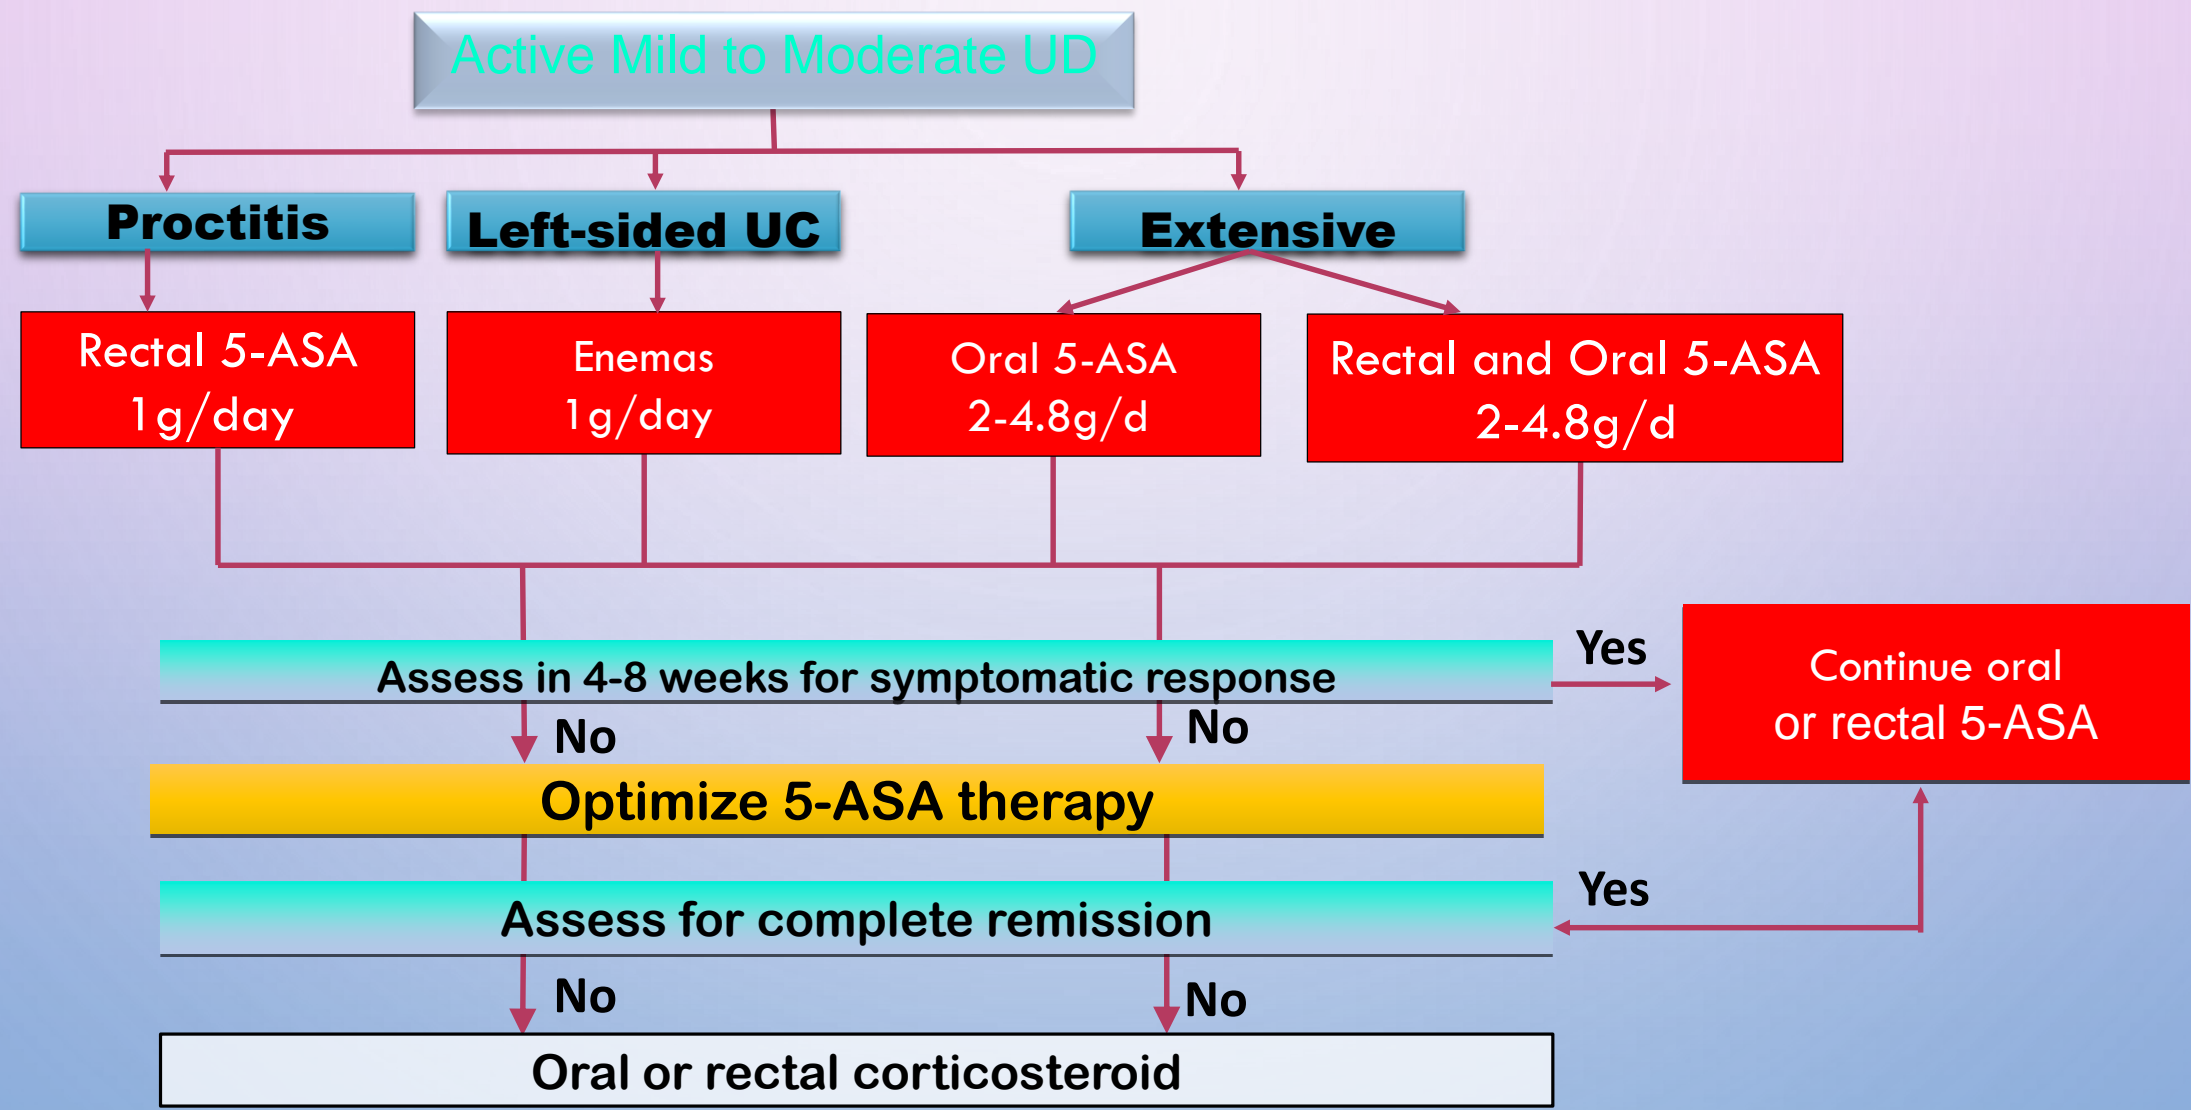 Active Mild to Moderate UD
Proctitis
Left-sided UC
Extensive
Rectal 5-ASA
1g/day
Enemas
1g/day
Oral 5-ASA
2-4.8g/d
Rectal and Oral 5-ASA
2-4.8g/d
Assess in 4-8 weeks for symptomatic response
Yes
Continue oral
or rectal 5-ASA
No
No
Optimize 5-ASA therapy
Assess for complete remission
Yes
No
No
Oral or rectal corticosteroid